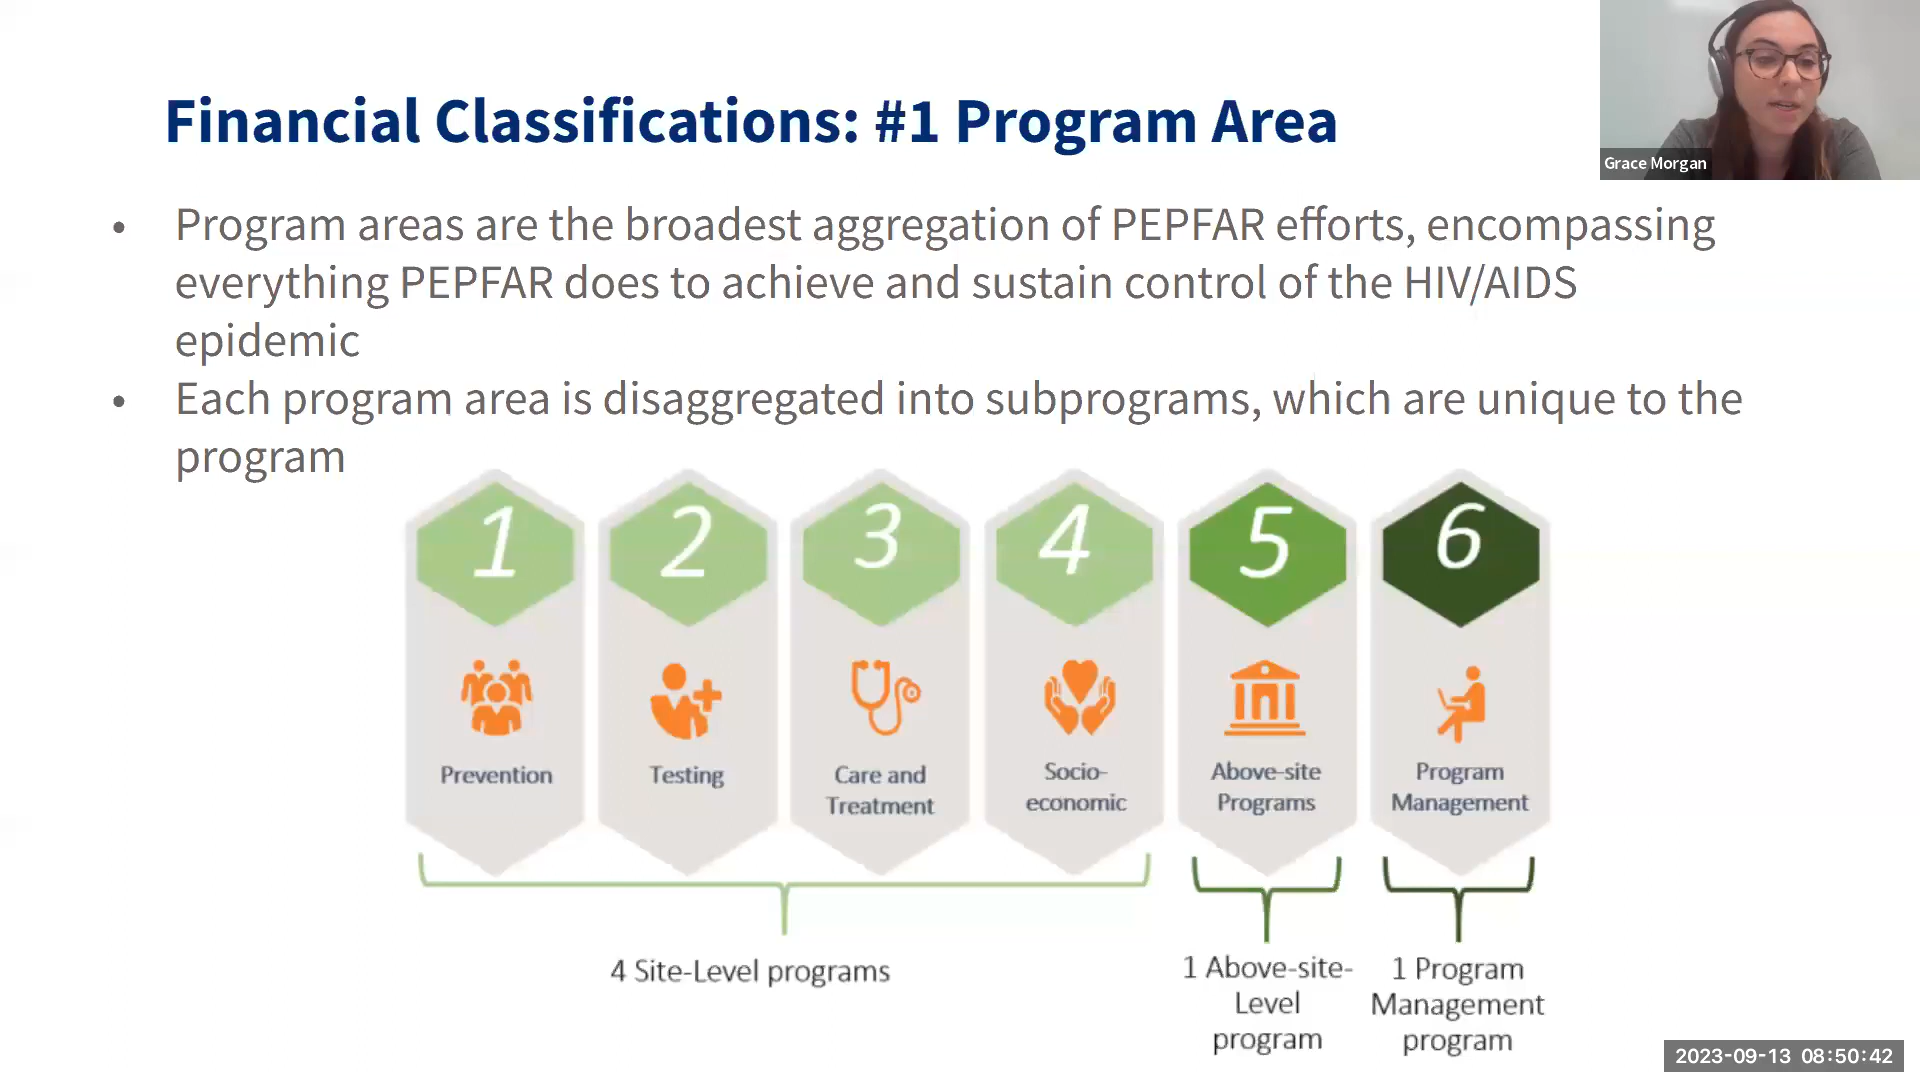 Financial Classifications: #1 Program Area
Grace Morgan
• Program areas are the broadest aggregation of PEPFAR efforts, encompassing
everything PEPFAR does to achieve and sustain control of the HIV/AIDS
epidemic
• Each program area is disaggregated into subprograms, which are unique to the
program
1
2
3
4
5
6
Prevention
Testing
Care and
Treatment
Socio-
economic
Above-site
Programs
Program
Management
4 Site-Level programs
1 Above-site-
Level
program
1 Program
Management
program
2023-09-13 08:50:42